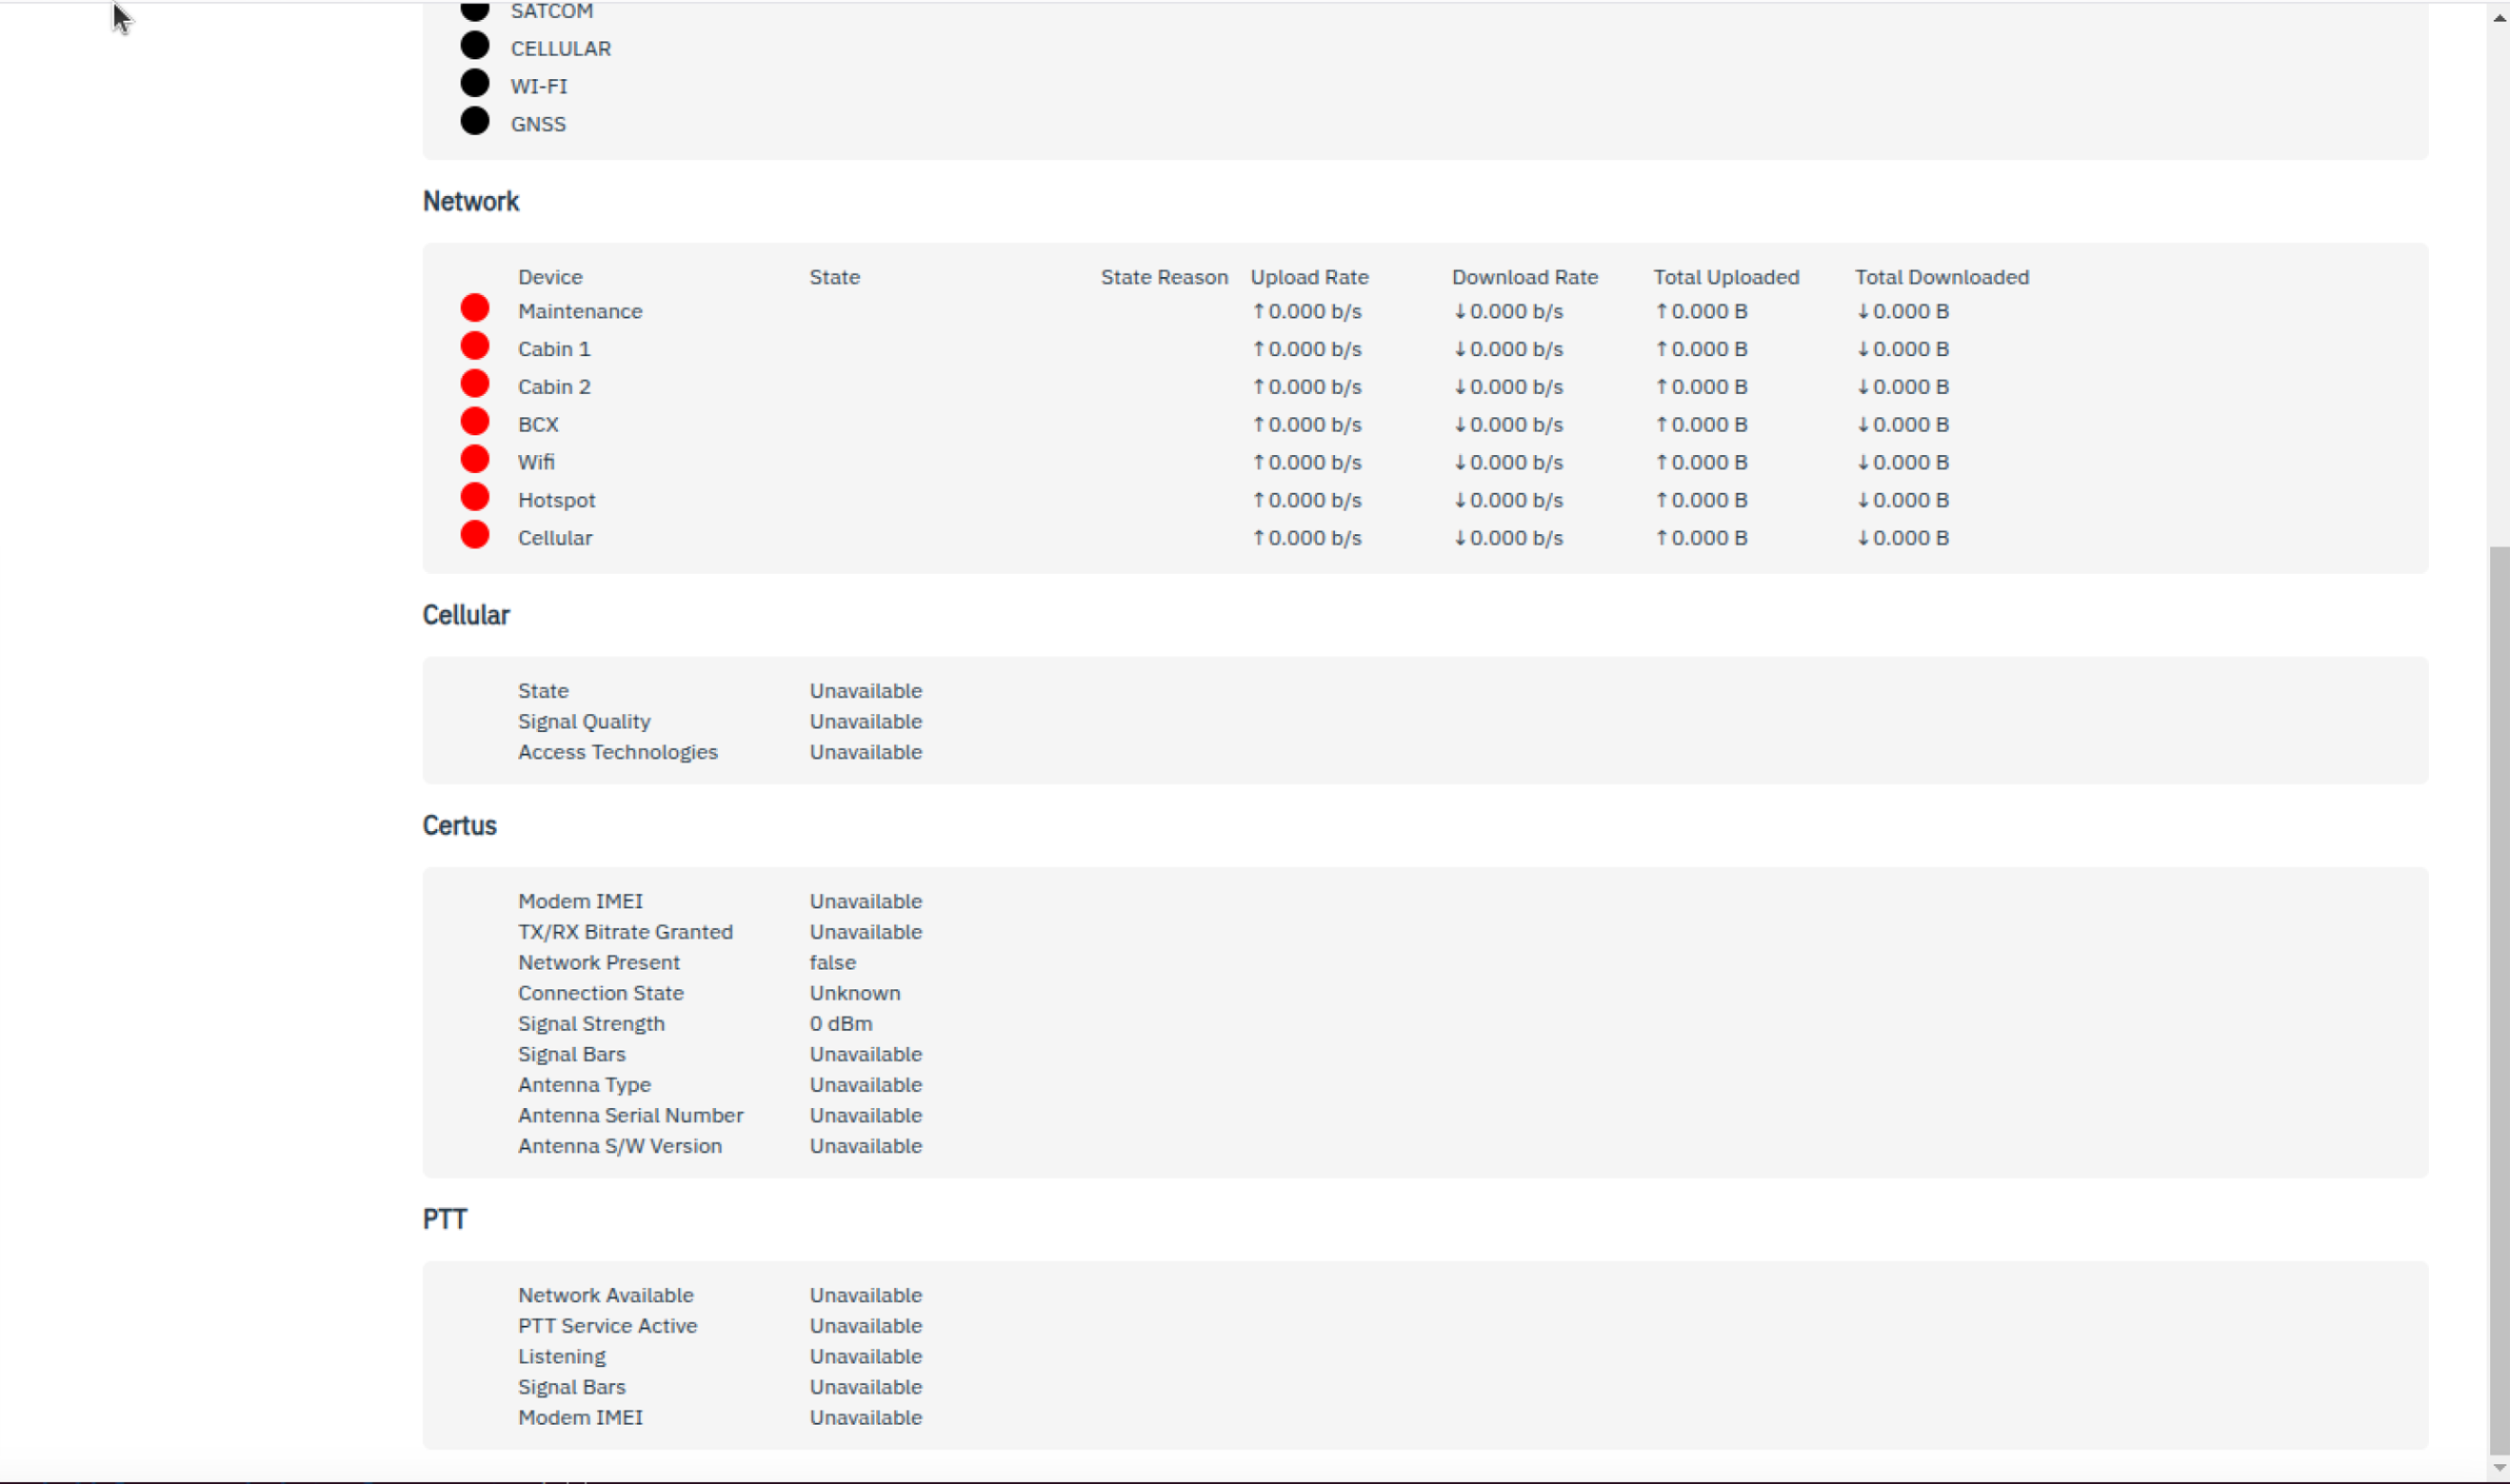 SATCOM
CELLULAR
WI-FI
GNSS
Network
Device State State Reason Upload Rate Download Rate Total Uploaded Total Downloaded
Maintenance ↑0.000 b/s ↓0.000 b/s ↑0.000 B ↓0.000 B
Cabin 1 ↑0.000 b/s ↓0.000 b/s ↑0.000 B ↓0.000 B
Cabin 2 ↑0.000 b/s ↓0.000 b/s ↑0.000 B ↓0.000 B
BCX ↑0.000 b/s ↓0.000 b/s ↑0.000 B ↓0.000 B
Wifi ↑0.000 b/s ↓0.000 b/s ↑0.000 B ↓0.000 B
Hotspot ↑0.000 b/s ↓0.000 b/s ↑0.000 B ↓0.000 B
Cellular ↑0.000 b/s ↓0.000 b/s ↑0.000 B ↓0.000 B
Cellular
State Unavailable
Signal Quality Unavailable
Access Technologies Unavailable
Certus
Modem IMEI Unavailable
TX/RX Bitrate Granted Unavailable
Network Present false
Connection State Unknown
Signal Strength 0 dBm
Signal Bars Unavailable
Antenna Type Unavailable
Antenna Serial Number Unavailable
Antenna S/W Version Unavailable
PTT
Network Available Unavailable
PTT Service Active Unavailable
Listening Unavailable
Signal Bars Unavailable
Modem IMEI Unavailable